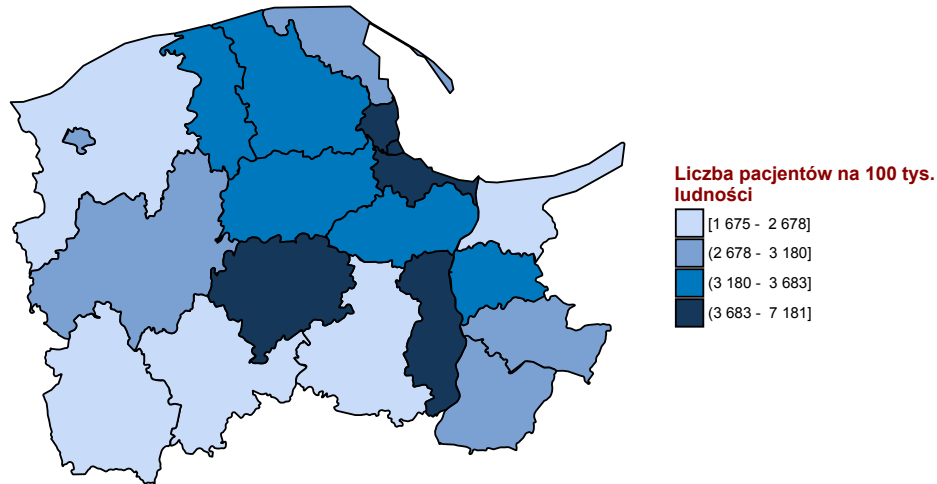 Liczba pacjentów na 100 tys.
ludności
[1 675 - 2 678]
(2 678 - 3 180]
(3 180 - 3 683]
(3 683 - 7 181]